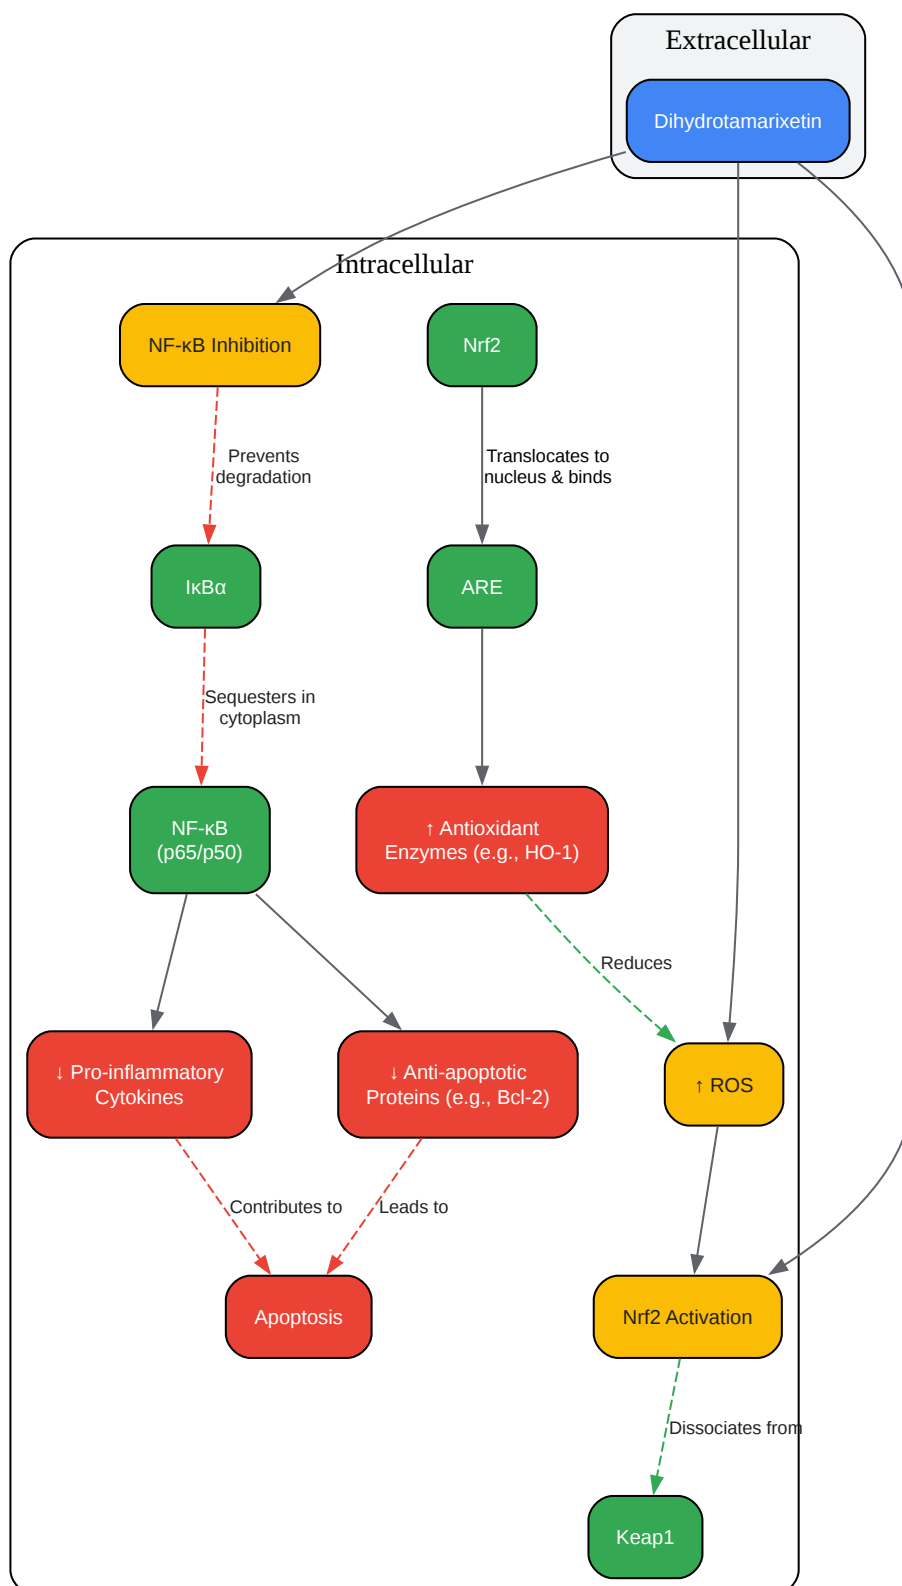 Extracellular
Dihydrotamarixetin
Intracellular
NF-κB Inhibition
Nrf2
Prevents
degradation
Translocates to
nucleus & binds
IκBα
ARE
Sequesters in
cytoplasm
NF-κB
(p65/p50)
↑ Antioxidant
Enzymes (e.g., HO-1)
Reduces
↓ Pro-inflammatory
Cytokines
↓ Anti-apoptotic
Proteins (e.g., Bcl-2)
↑ ROS
Contributes to
Leads to
Apoptosis
Nrf2 Activation
Dissociates from
Keap1